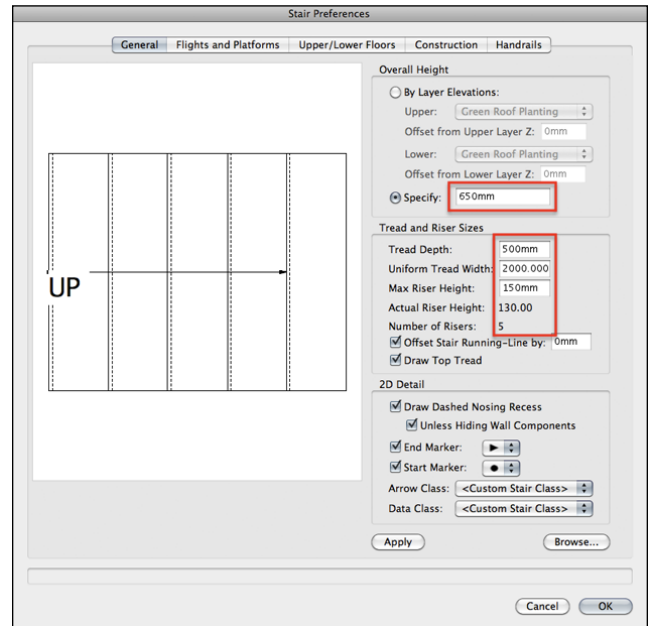 Stair Preferences
General Flights and Platforms Upper/Lower Floors Construction Handrails
UP
Overall Height
By Layer Elevations:
Upper: Green Roof Planting
Offset from Upper Layer Z: 0mm
Lower: Green Roof Planting
Offset from Lower Layer Z: 0mm
Specify: 650mm
Tread and Riser Sizes
Tread Depth: 500mm
Uniform Tread Width: 2000.000
Max Riser Height: 150mm
Actual Riser Height: 130.00
Number of Risers: 5
Offset Stair Running-Line by: 0mm
Draw Top Tread
2D Detail
Draw Dashed Nosing Recess
Unless Hiding Wall Components
End Marker:
Start Marker:
Arrow Class: <Custom Stair Class>
Data Class: <Custom Stair Class>
Apply Browse...
Cancel OK